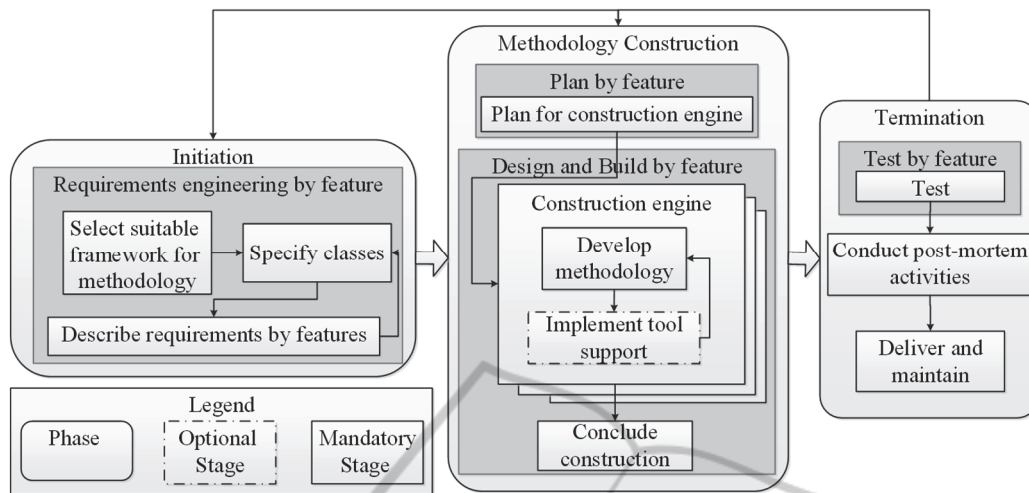 Methodology Construction
Plan by feature
Plan for construction engine
Termination
Test by feature
Test
Conduct post-mortem
activities
Deliver and
maintain
Initiation
Requirements engineering by feature
Select suitable
framework for
methodology
Specify classes
Describe requirements by features
Design and Build by feature
Construction engine
Develop
methodology
Implement tool
support
Conclude
construction
Legend
Phase
Optional
Stage
Mandatory
Stage